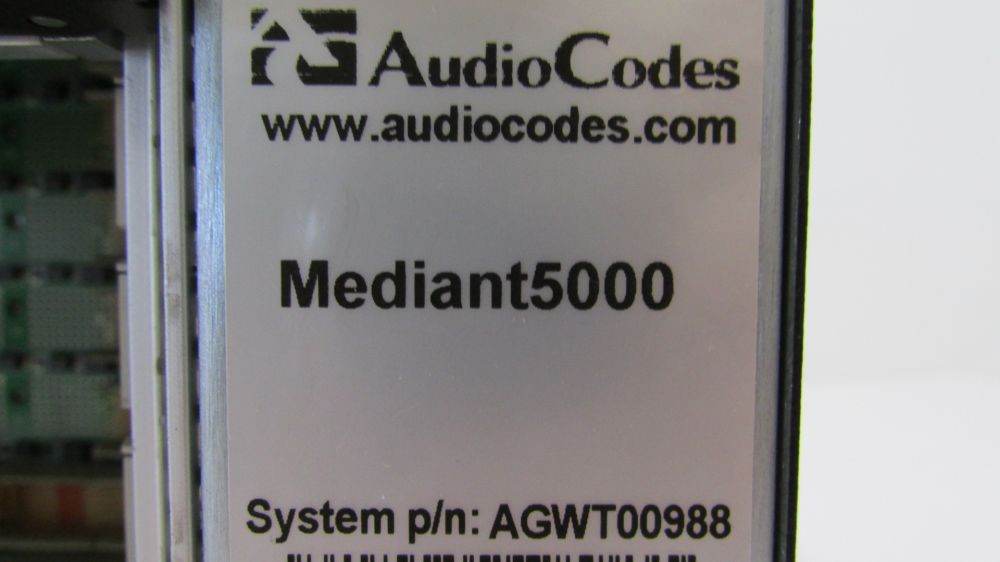 AudioCodes
www.audiocodes.com
Mediant5000
System p/n: AGWT00988